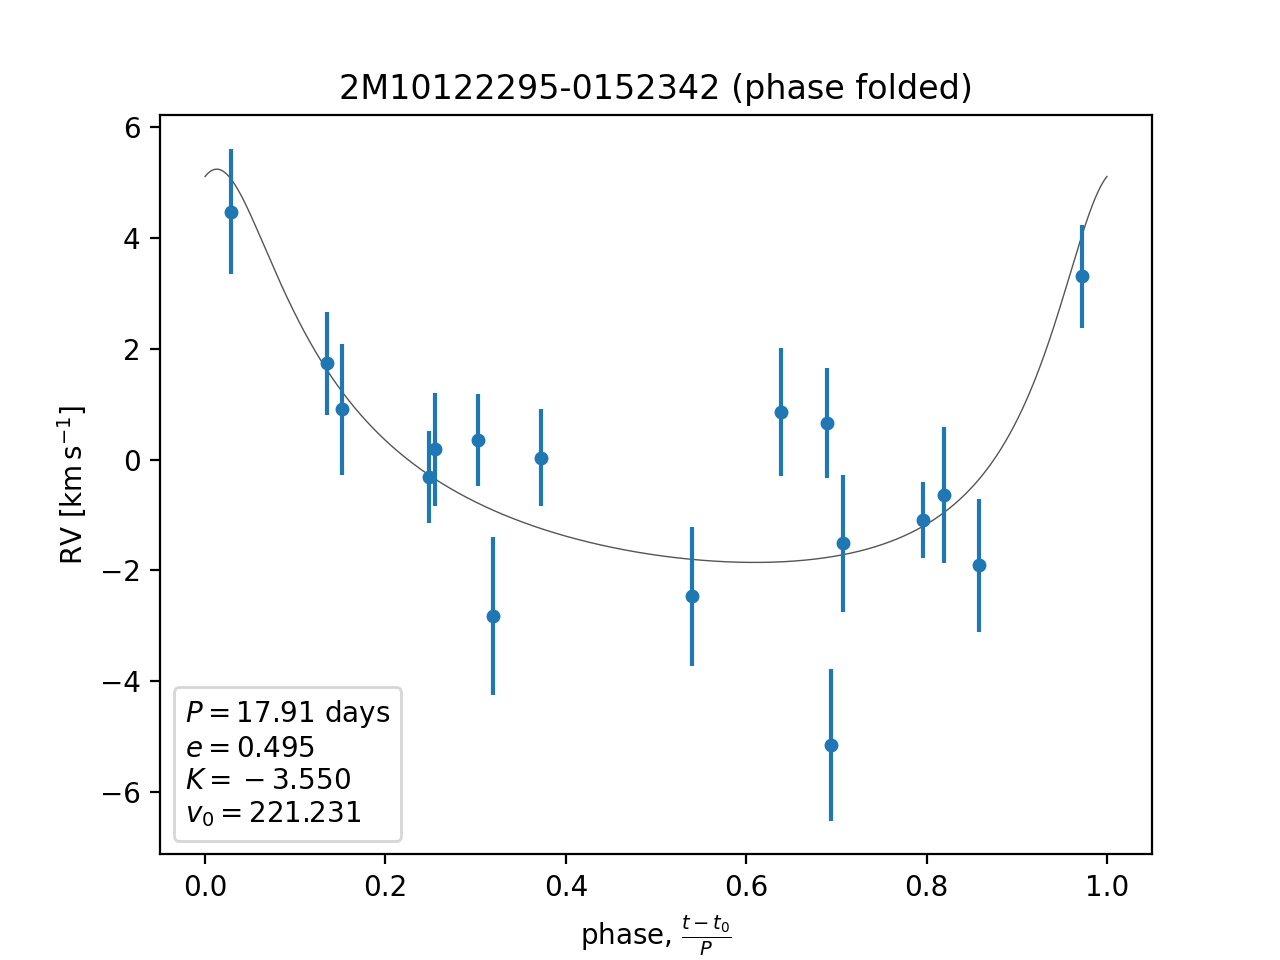 2M10122295-0152342 (phase folded)
6
4
2
0
−2
−4
−6
RV [km s⁻¹]
P = 17.91 days
e = 0.495
K = −3.550
v₀ = 221.231
0.0 0.2 0.4 0.6 0.8 1.0
phase, (t − t₀)/P